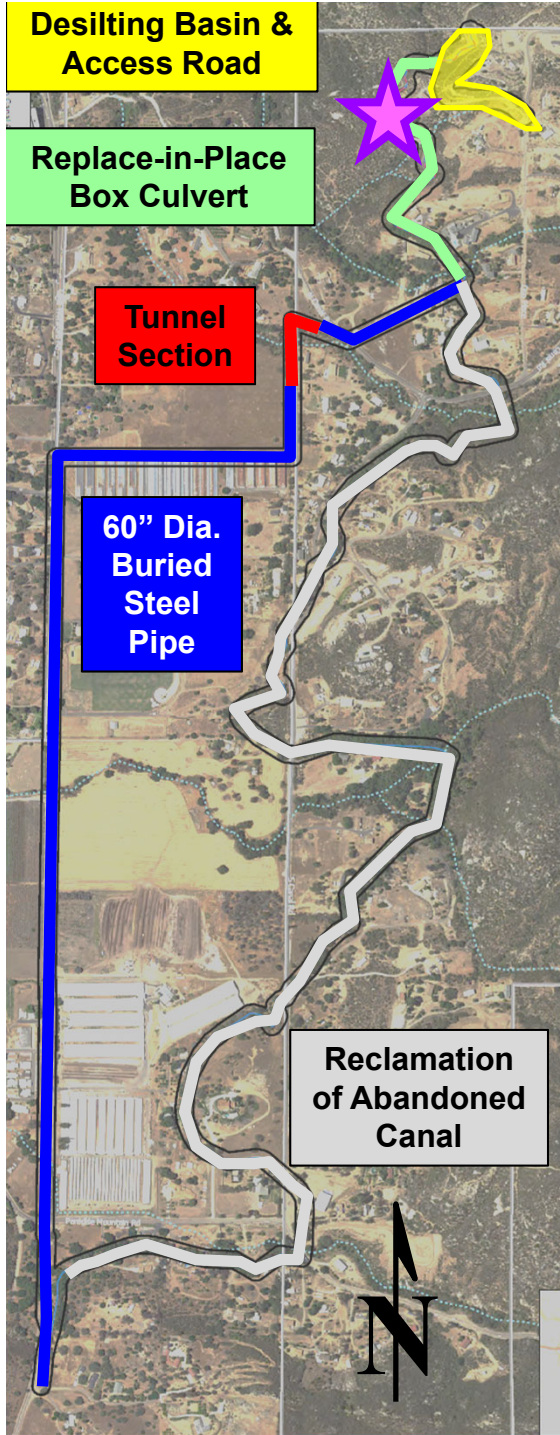 Desilting Basin &
Access Road
Replace-in-Place
Box Culvert
Tunnel
Section
60” Dia.
Buried
Steel
Pipe
Reclamation
of Abandoned
Canal
N